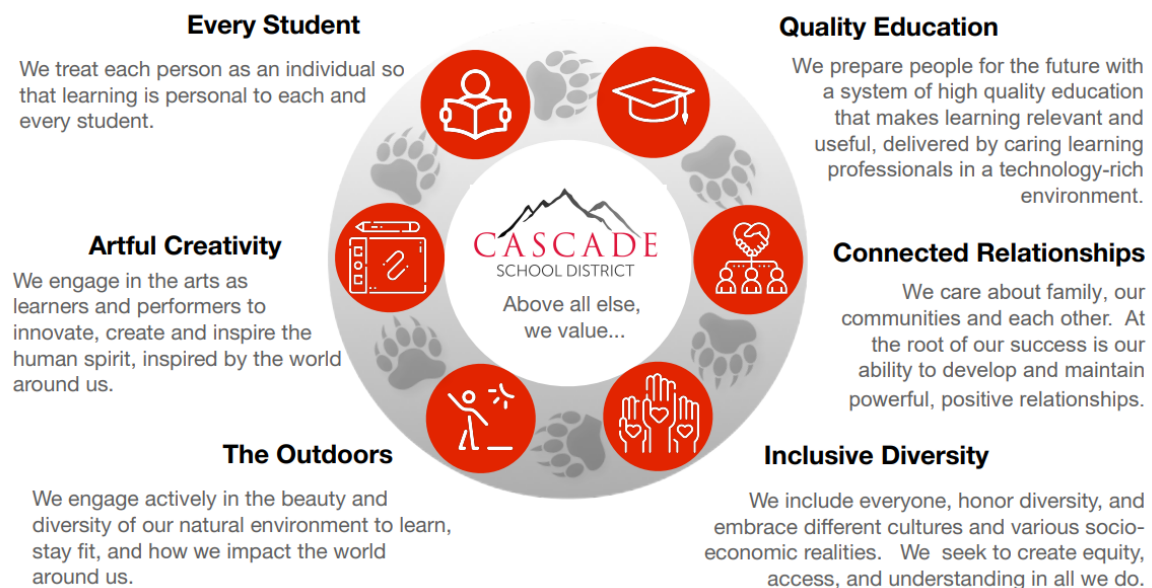 Every Student
We treat each person as an individual so
that learning is personal to each and
every student.
Quality Education
We prepare people for the future with
a system of high quality education
that makes learning relevant and
useful, delivered by caring learning
professionals in a technology-rich
environment.
Artful Creativity
We engage in the arts as
learners and performers to
innovate, create and inspire the
human spirit, inspired by the world
around us.
CASCADE
SCHOOL DISTRICT
Above all else,
we value...
Connected Relationships
We care about family, our
communities and each other. At
the root of our success is our
ability to develop and maintain
powerful, positive relationships.
The Outdoors
We engage actively in the beauty and
diversity of our natural environment to learn,
stay fit, and how we impact the world
around us.
Inclusive Diversity
We include everyone, honor diversity, and
embrace different cultures and various socio-
economic realities. We seek to create equity,
access, and understanding in all we do.